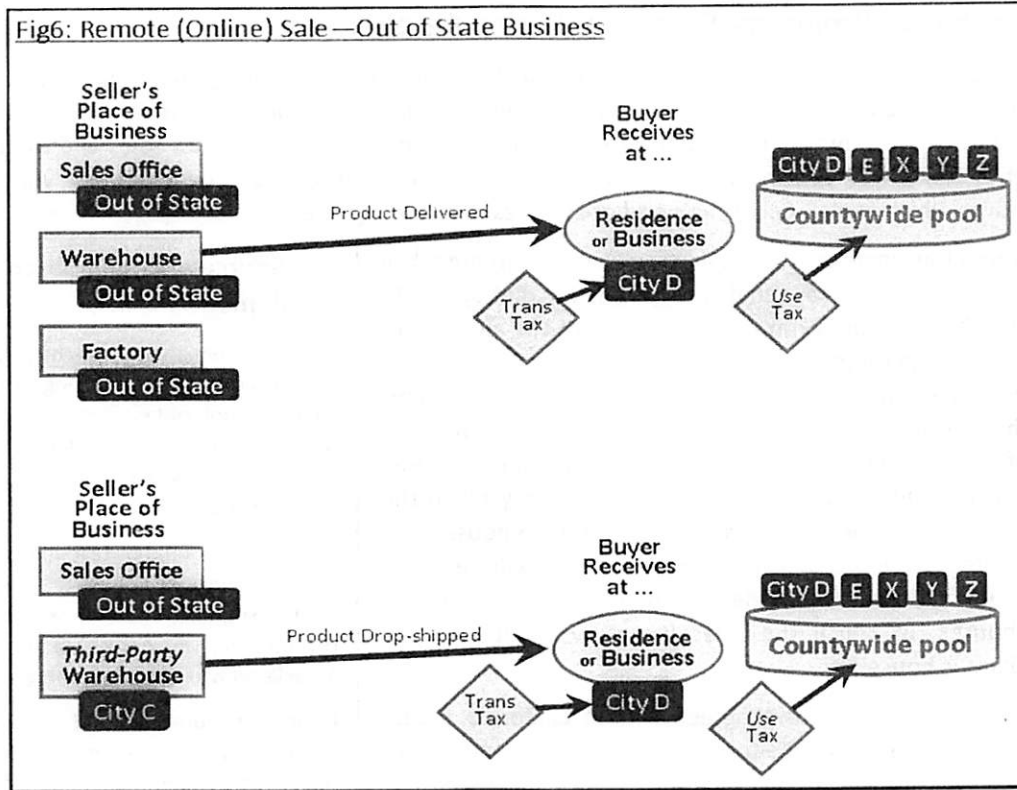 Fig6: Remote (Online) Sale—Out of State Business
Seller's
Place of
Business
Sales Office
Out of State
Warehouse
Out of State
Factory
Out of State
Product Delivered
Buyer
Receives
at ...
Residence
or Business
City D
Trans
Tax
City D E X Y Z
Countywide pool
Use
Tax
Seller's
Place of
Business
Sales Office
Out of State
Third-Party
Warehouse
City C
Product Drop-shipped
Buyer
Receives
at ...
Residence
or Business
City D
Trans
Tax
City D E X Y Z
Countywide pool
Use
Tax